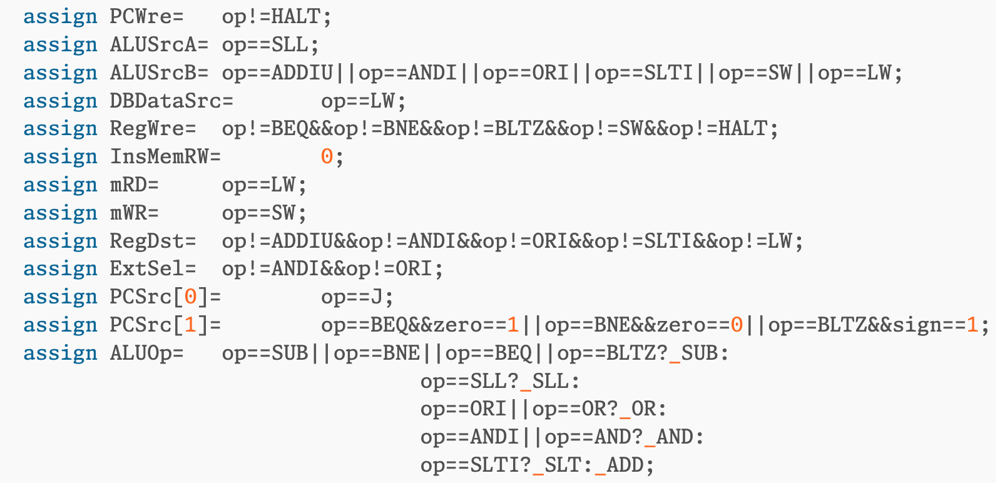 assign PCWre=   op!=HALT;
assign ALUSrcA= op==SLL;
assign ALUSrcB= op==ADDIU||op==ANDI||op==ORI||op==SLTI||op==SW||op==LW;
assign DBDataSrc=       op==LW;
assign RegWre=  op!=BEQ&&op!=BNE&&op!=BLTZ&&op!=SW&&op!=HALT;
assign InsMemRW=        0;
assign mRD=     op==LW;
assign mWR=     op==SW;
assign RegDst=  op!=ADDIU&&op!=ANDI&&op!=ORI&&op!=SLTI&&op!=LW;
assign ExtSel=  op!=ANDI&&op!=ORI;
assign PCSrc[0]=        op==J;
assign PCSrc[1]=        op==BEQ&&zero==1||op==BNE&&zero==0||op==BLTZ&&sign==1;
assign ALUOp=   op==SUB||op==BNE||op==BEQ||op==BLTZ?_SUB:
                                op==SLL?_SLL:
                                op==ORI||op==OR?_OR:
                                op==ANDI||op==AND?_AND:
                                op==SLTI?_SLT:_ADD;